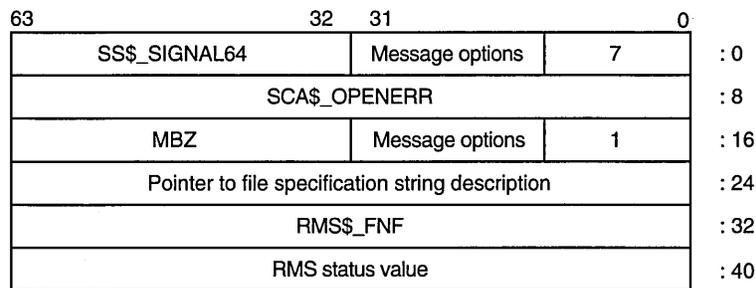 63 32 31 0
SS$_SIGNAL64 Message options 7 : 0
SCA$_OPENERR : 8
MBZ Message options 1 : 16
Pointer to file specification string description : 24
RMS$_FNF : 32
RMS status value : 40